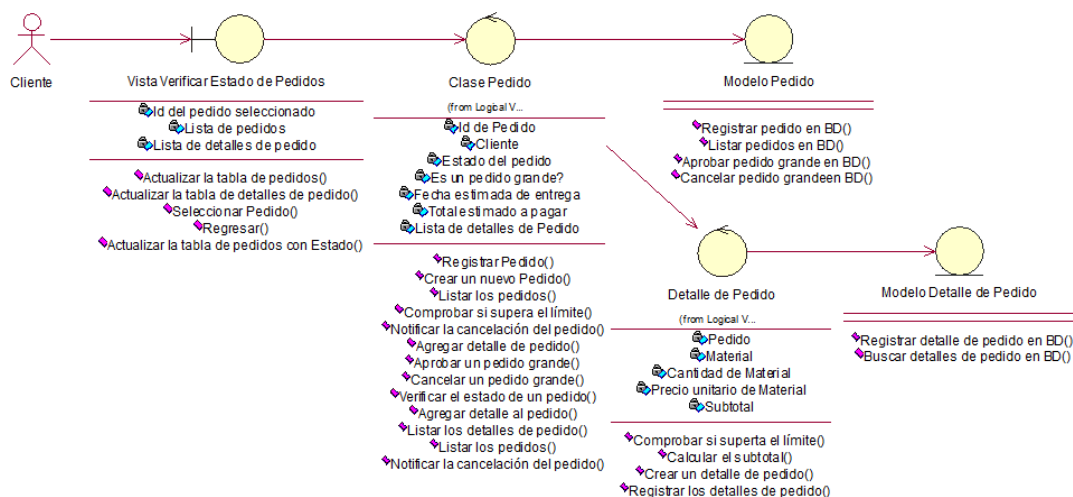 Cliente
Vista Verificar Estado de Pedidos
Id del pedido seleccionado
Lista de pedidos
Lista de detalles de pedido
Actualizar la tabla de pedidos()
Actualizar la tabla de detalles de pedido()
Seleccionar Pedido()
Regresar()
Actualizar la tabla de pedidos con Estado()
Clase Pedido
(from Logical V...
Id de Pedido
Cliente
Estado del pedido
Es un pedido grande?
Fecha estimada de entrega
Total estimado a pagar
Lista de detalles de Pedido
Registrar Pedido()
Crear un nuevo Pedido()
Listar los pedidos()
Comprobar si supera el límite()
Notificar la cancelación del pedido()
Agregar detalle de pedido()
Aprobar un pedido grande()
Cancelar un pedido grande()
Verificar el estado de un pedido()
Agregar detalle al pedido()
Listar los detalles de pedido()
Listar los pedidos()
Notificar la cancelación del pedido()
Modelo Pedido
Registrar pedido en BD()
Listar pedidos en BD()
Aprobar pedido grande en BD()
Cancelar pedido grandeen BD()
Detalle de Pedido
(from Logical V...
Pedido
Material
Cantidad de Material
Precio unitario de Material
Subtotal
Comprobar si superta el límite()
Calcular el subtotal()
Crear un detalle de pedido()
Registrar los detalles de pedido()
Modelo Detalle de Pedido
Registrar detalle de pedido en BD()
Buscar detalles de pedido en BD()